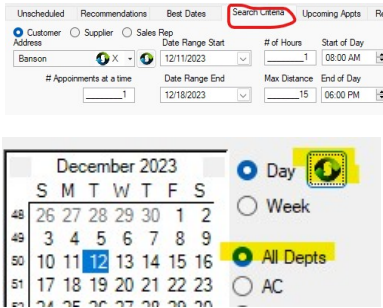 Unscheduled Recommendations Best Dates Search Criteria Upcoming Appts
Customer Supplier Sales Rep
Address Date Range Start # of Hours Start of Day
Banson X 12/11/2023 1 08:00 AM
# Appoinments at a time Date Range End Max Distance End of Day
1 12/18/2023 15 06:00 PM
December 2023 Day
S M T W T F S
Week
48 26 27 28 29 30 1 2
49 3 4 5 6 7 8 9
50 10 11 12 13 14 15 16 All Depts
51 17 18 19 20 21 22 23 AC